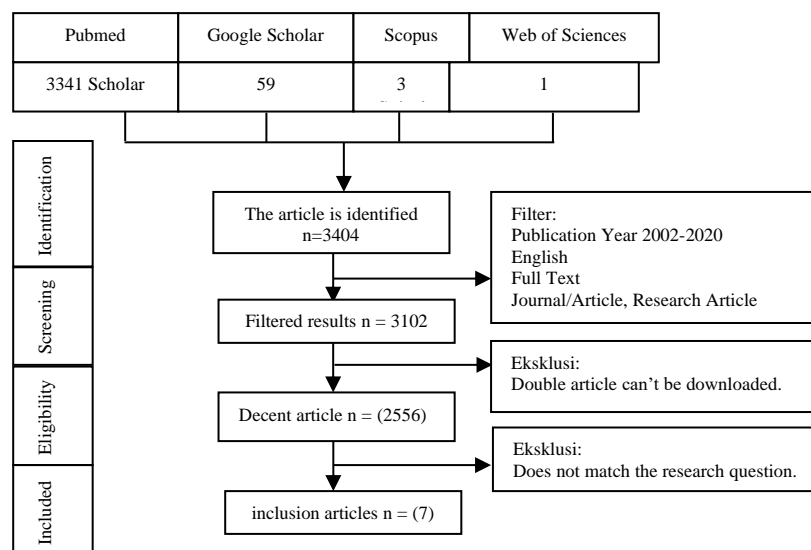 Pubmed
Google Scholar
Scopus
Web of Sciences
3341 Scholar
59
3
1
Identification
The article is identified
n=3404
Filter:
Publication Year 2002-2020
English
Full Text
Journal/Article, Research Article
Screening
Filtered results n = 3102
Eksklusi:
Double article can’t be downloaded.
Eligibility
Decent article n = (2556)
Eksklusi:
Does not match the research question.
Included
inclusion articles n = (7)